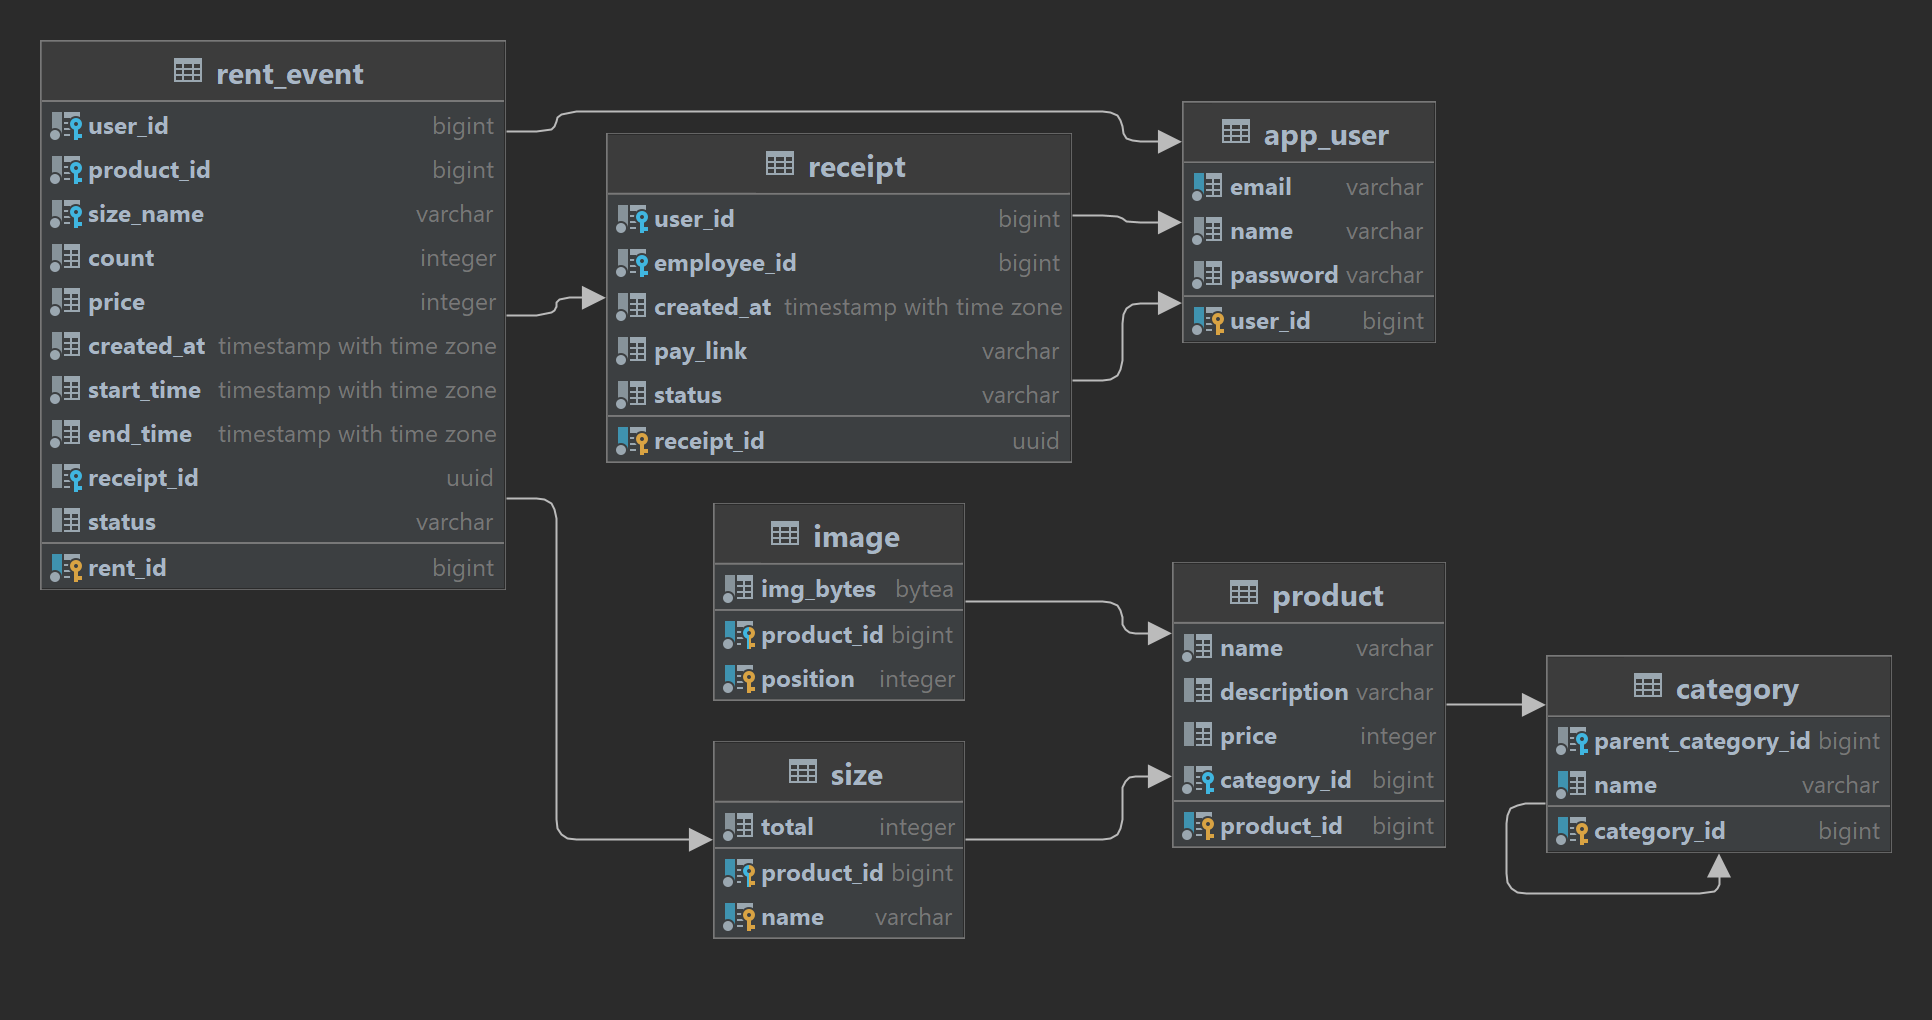 rent_event
user_id bigint
product_id bigint
size_name varchar
count integer
price integer
created_at timestamp with time zone
start_time timestamp with time zone
end_time timestamp with time zone
receipt_id uuid
status varchar
rent_id bigint
receipt
user_id bigint
employee_id bigint
created_at timestamp with time zone
pay_link varchar
status varchar
receipt_id uuid
app_user
email varchar
name varchar
password varchar
user_id bigint
image
img_bytes bytea
product_id bigint
position integer
size
total integer
product_id bigint
name varchar
product
name varchar
description varchar
price integer
category_id bigint
product_id bigint
category
parent_category_id bigint
name varchar
category_id bigint